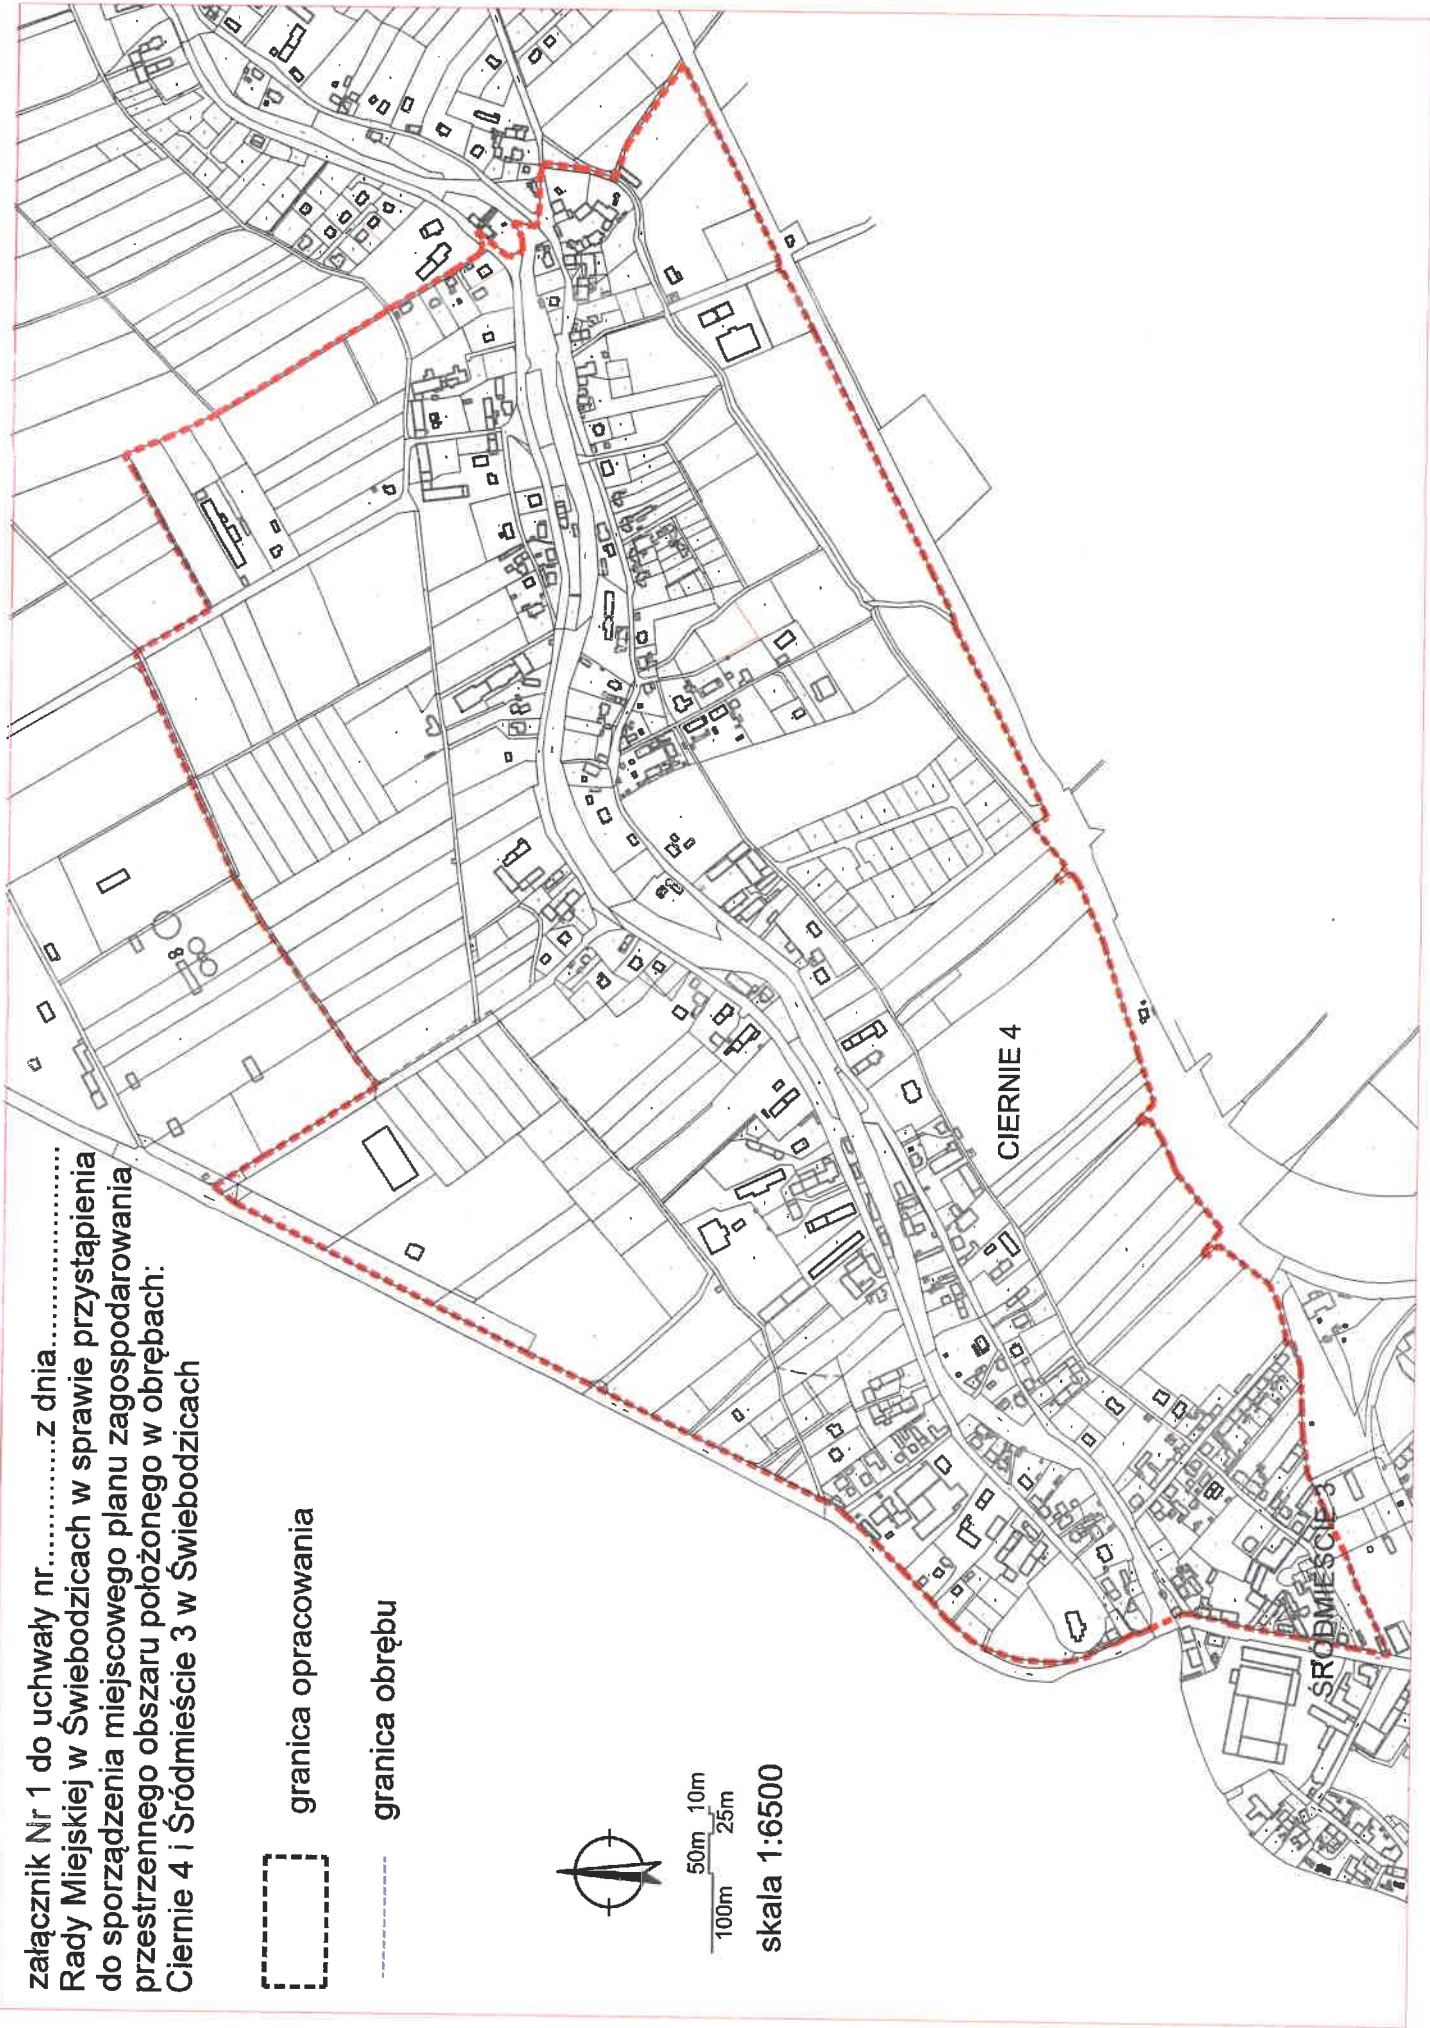 załącznik Nr 1 do uchwały nr..............z dnia..........................
Rady Miejskiej w Świebodzicach w sprawie przystąpienia
do sporządzenia miejscowego planu zagospodarowania
przestrzennego obszaru położonego w obrębach:
Ciernie 4 i Śródmieście 3 w Świebodzicach
granica opracowania
granica obrębu
100m 50m 25m 10m
skala 1:6500
CIERNIE 4
ŚRÓDMIEŚCIE 3